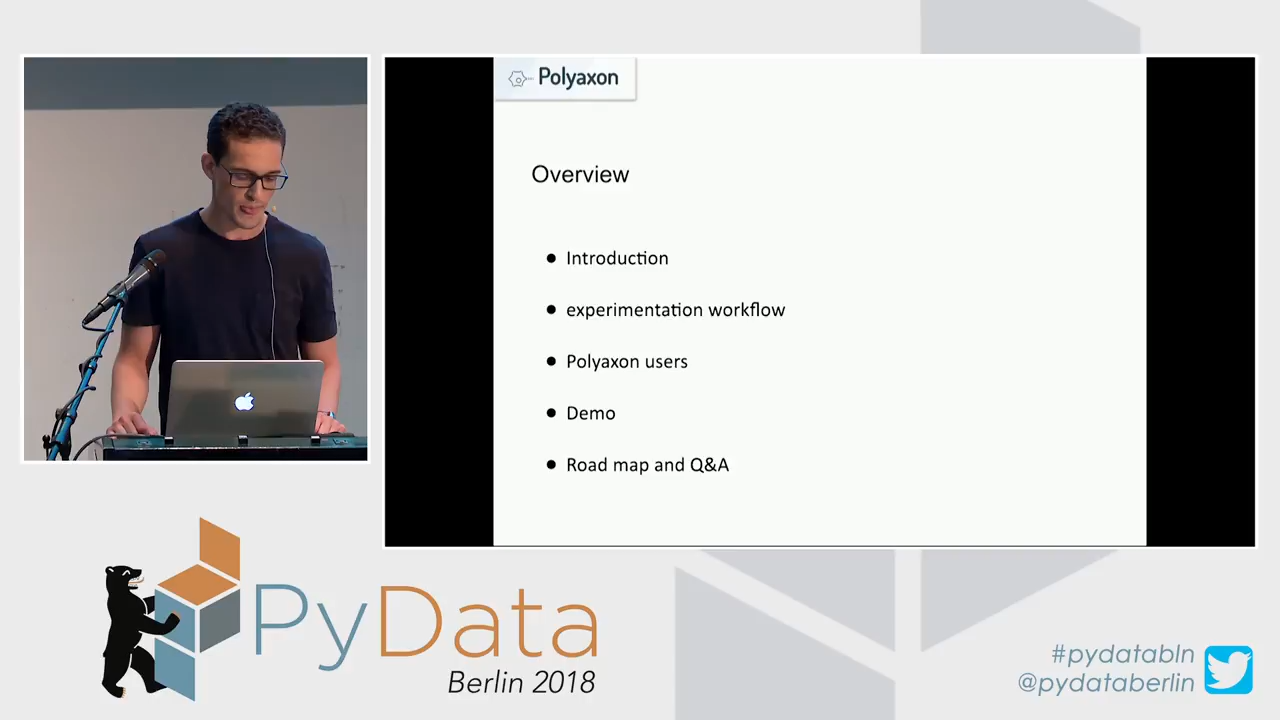 Polyaxon
Overview
● Introduction
● experimentation workflow
● Polyaxon users
● Demo
● Road map and Q&A
PyData
Berlin 2018
#pydatabln
@pydataberlin